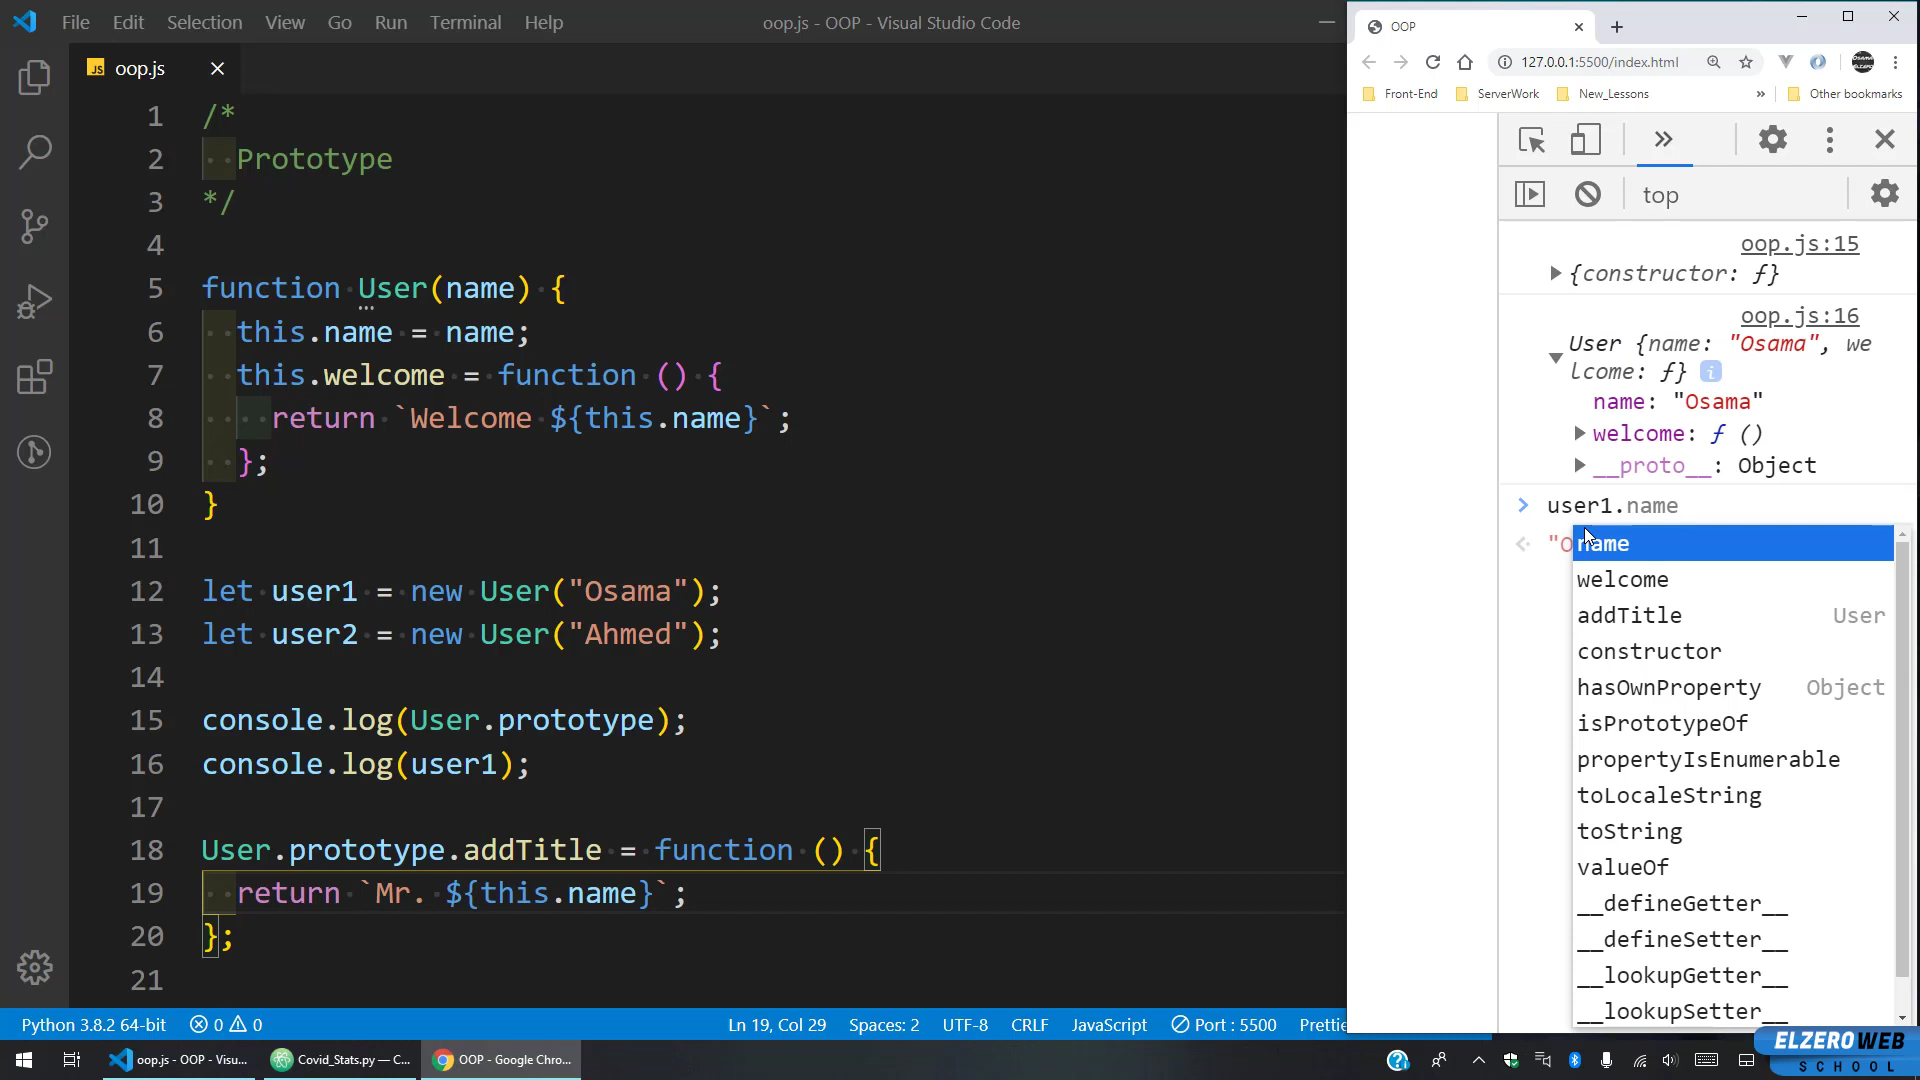 File Edit Selection View Go Run Terminal Help
oop.js - OOP - Visual Studio Code
JS oop.js
1 /*
2 Prototype
3 */
4
5 function User(name) {
6 this.name = name;
7 this.welcome = function () {
8 return `Welcome ${this.name}`;
9 };
10 }
11
12 let user1 = new User("Osama");
13 let user2 = new User("Ahmed");
14
15 console.log(User.prototype);
16 console.log(user1);
17
18 User.prototype.addTitle = function () {
19 return `Mr. ${this.name}`;
20 };
21
Python 3.8.2 64-bit 0 0 Ln 19, Col 29 Spaces: 2 UTF-8 CRLF JavaScript Port : 5500 Prettie
OOP
127.0.0.1:5500/index.html
Front-End ServerWork New_Lessons » Other bookmarks
top
oop.js:15
{constructor: ƒ}
oop.js:16
User {name: "Osama", we
lcome: ƒ} i
name: "Osama"
welcome: ƒ ()
__proto__: Object
user1.name
"O
name
welcome
addTitle User
constructor
hasOwnProperty Object
isPrototypeOf
propertyIsEnumerable
toLocaleString
toString
valueOf
__defineGetter__
__defineSetter__
__lookupGetter__
__lookupSetter__
ELZEROWEB
SCHOOL
oop.js - OOP - Visu... Covid_Stats.py — C... OOP - Google Chro...